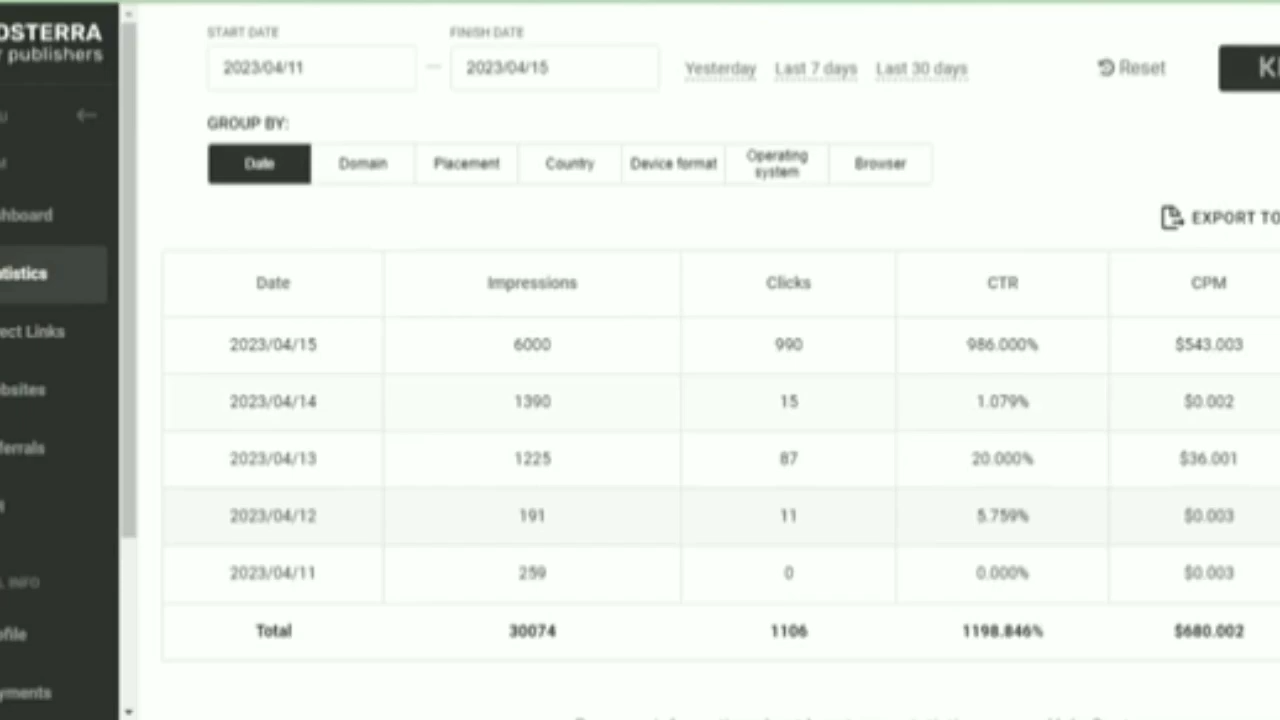 OSTERRA
r publishers
START DATE
FINISH DATE
2023/04/11 — 2023/04/15
Yesterday Last 7 days Last 30 days
Reset
GROUP BY:
Date Domain Placement Country Device format Operating system Browser
EXPORT TO
shboard
tistics
ect Links
bsites
ferrals
L INFO
ofile
yments
Date Impressions Clicks CTR CPM
2023/04/15 6000 990 986.000% $543.003
2023/04/14 1390 15 1.079% $0.002
2023/04/13 1225 87 20.000% $36.001
2023/04/12 191 11 5.759% $0.003
2023/04/11 259 0 0.000% $0.003
Total 30074 1106 1198.846% $680.002